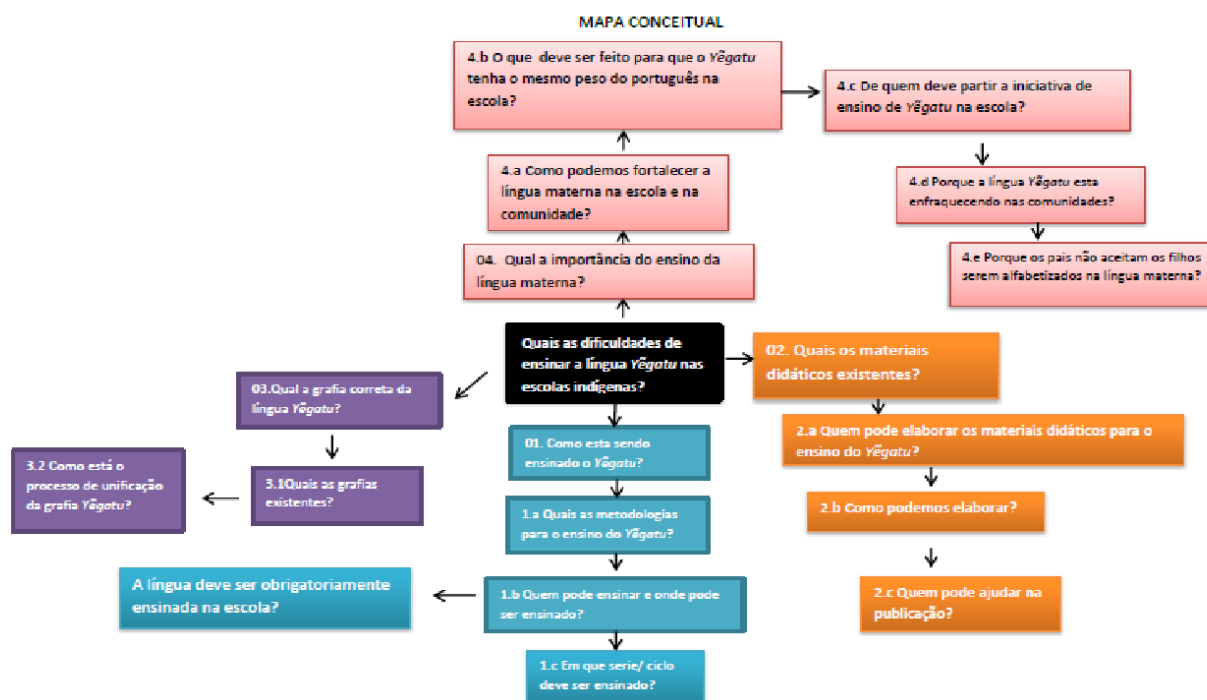 MAPA CONCEITUAL
4.b O que deve ser feito para que o Yẽgatu
tenha o mesmo peso do português na
escola?
4.c De quem deve partir a iniciativa de
ensino de Yẽgatu na escola?
4.a Como podemos fortalecer a
língua materna na escola e na
comunidade?
4.d Porque a língua Yẽgatu esta
enfraquecendo nas comunidades?
04. Qual a importância do ensino da
língua materna?
4.e Porque os pais não aceitam os filhos
serem alfabetizados na língua materna?
Quais as dificuldades de
ensinar a língua Yẽgatu nas
escolas indígenas?
02. Quais os materiais
didáticos existentes?
03.Qual a grafia correta da
língua Yẽgatu?
2.a Quem pode elaborar os materiais didáticos para o
ensino do Yẽgatu?
01. Como esta sendo
ensinado o Yẽgatu?
3.2 Como está o
processo de unificação
da grafia Yẽgatu?
3.1Quais as grafias
existentes?
2.b Como podemos elaborar?
1.a Quais as metodologias
para o ensino do Yẽgatu?
A língua deve ser obrigatoriamente
ensinada na escola?
1.b Quem pode ensinar e onde pode
ser ensinado?
2.c Quem pode ajudar na
publicação?
1.c Em que serie/ ciclo
deve ser ensinado?